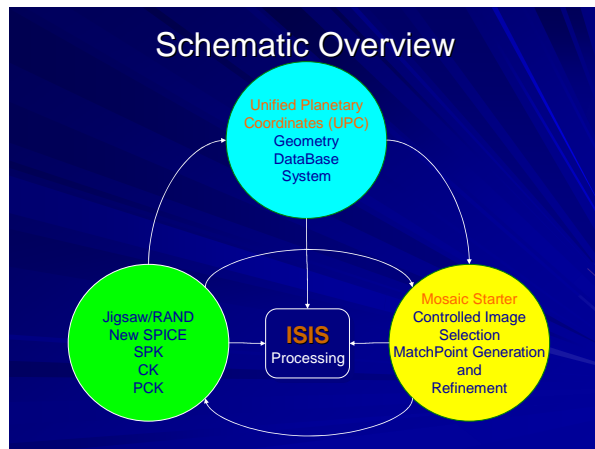 Schematic Overview
Unified Planetary
Coordinates (UPC)
Geometry
DataBase
System
Jigsaw/RAND
New SPICE
SPK
CK
PCK
ISIS
Processing
Mosaic Starter
Controlled Image
Selection
MatchPoint Generation
and
Refinement